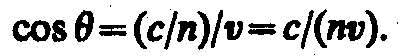 cos θ = (c/n)/v = c/(nv).